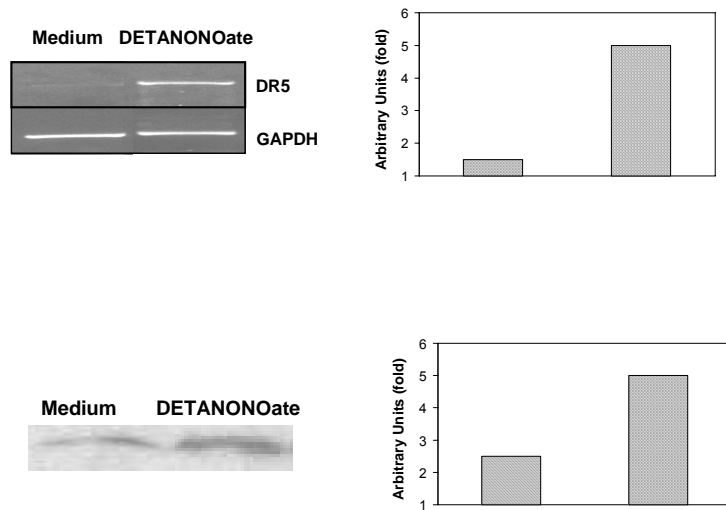 Medium DETANONOate
DR5
GAPDH
Arbitrary Units (fold)
6
5
4
3
2
1
Medium DETANONOate
Arbitrary Units (fold)
6
5
4
3
2
1